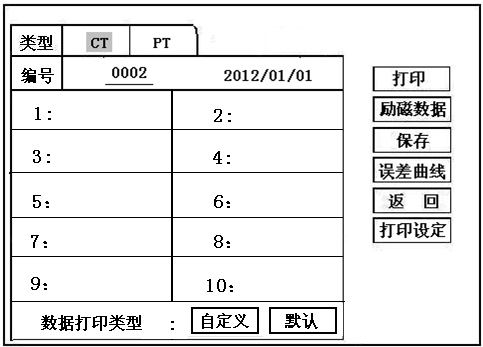 类型 CT PT
编号 0002 2012/01/01
1: 2:
3: 4:
5: 6:
7: 8:
9: 10:
数据打印类型 : 自定义 默认
打印
励磁数据
保存
误差曲线
返 回
打印设定